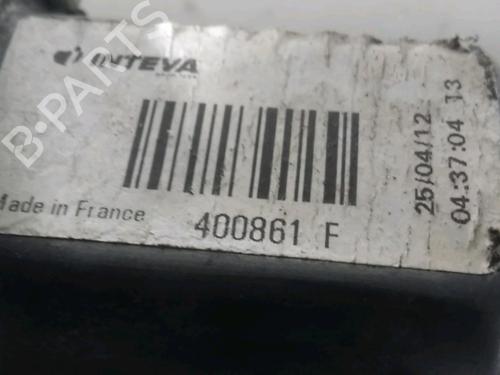 INTEVA
B-PARTS
25/04/12
04:37:04 13
Made in France
400861 F